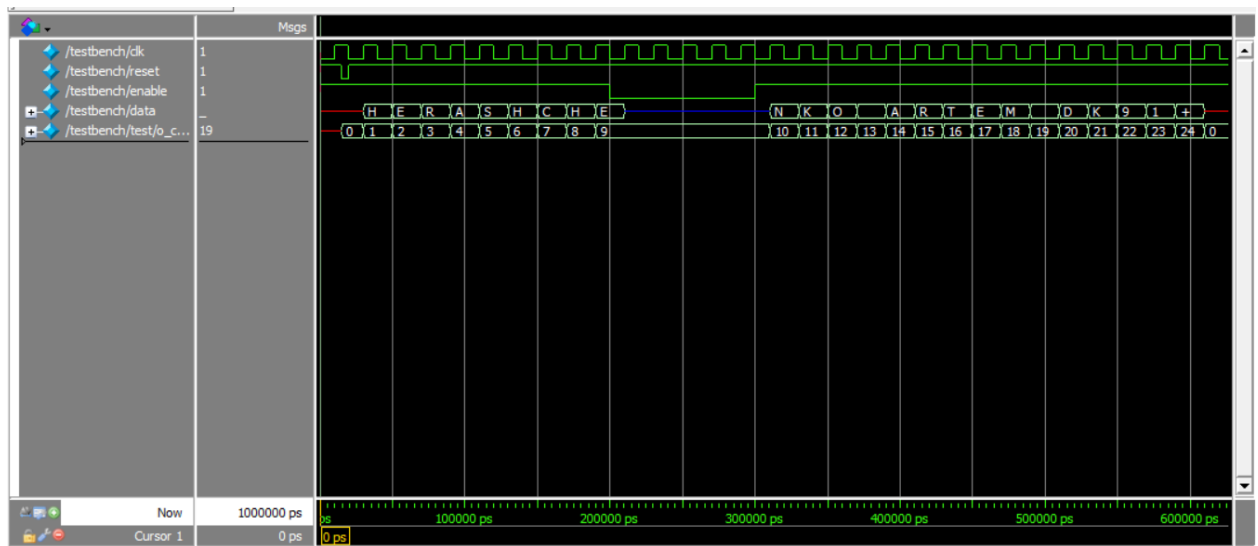 Msgs
/testbench/clk 1
/testbench/reset 1
/testbench/enable 1
/testbench/data _ H E R A S H C H E N K O A R T E M D K 9 1 +
/testbench/test/o_c... 19 0 1 2 3 4 5 6 7 8 9 10 11 12 13 14 15 16 17 18 19 20 21 22 23 24 0
Now 1000000 ps ps 100000 ps 200000 ps 300000 ps 400000 ps 500000 ps 600000 ps
Cursor 1 0 ps 0 ps